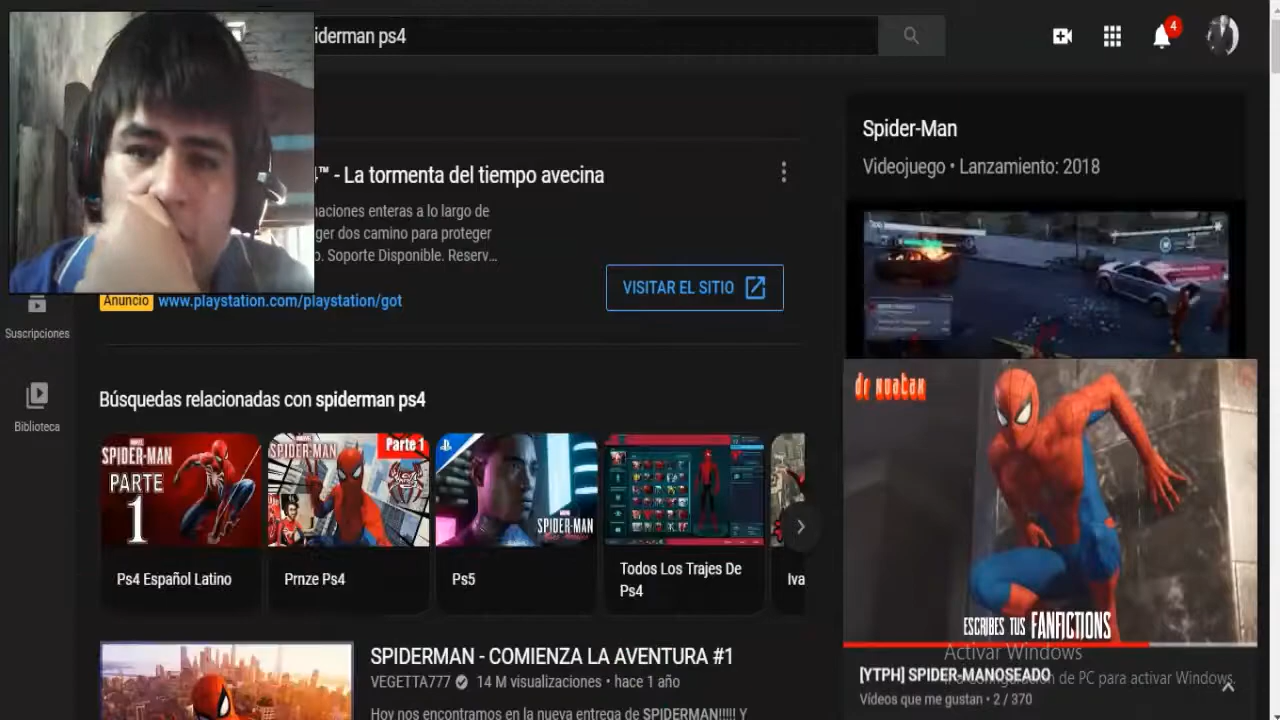 iderman ps4
4
™ - La tormenta del tiempo avecina
naciones enteras a lo largo de
ger dos camino para proteger
o. Soporte Disponible. Reserv...
Anuncio www.playstation.com/playstation/got
VISITAR EL SITIO
Suscripciones
Biblioteca
Búsquedas relacionadas con spiderman ps4
SPIDER-MAN
PARTE
1
Ps4 Español Latino
SPIDER-MAN
Parte 1
Prnze Ps4
SPIDER-MAN
Ps5
Todos Los Trajes De
Ps4
Iva
SPIDERMAN - COMIENZA LA AVENTURA #1
VEGETTA777 14 M visualizaciones • hace 1 año
Hoy nos encontramos en la nueva entrega de SPIDERMAN!!!!! Y
Spider-Man
Videojuego • Lanzamiento: 2018
ESCRIBES TUS FANFICTIONS
Activar Windows
[YTPH] SPIDER-MANOSEADO
de PC para activar Windows.
Vídeos que me gustan • 2 / 370